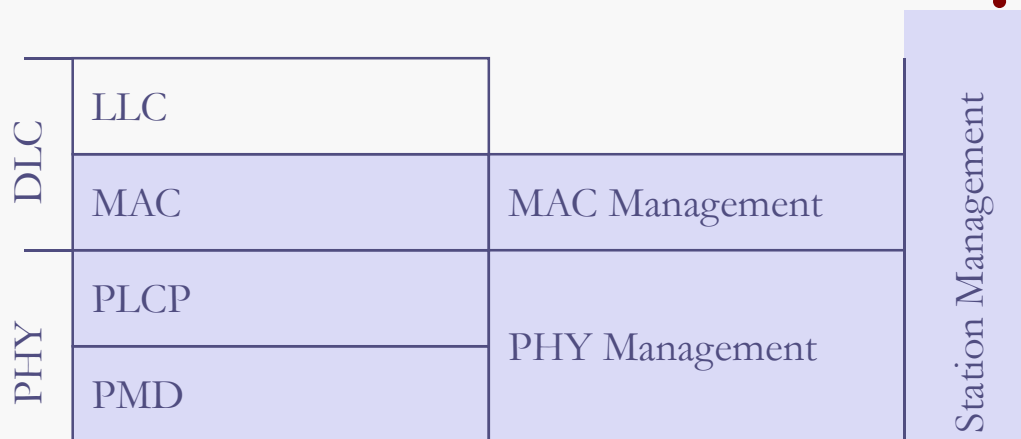 DLC
LLC
MAC
MAC Management
PHY
PLCP
PHY Management
PMD
Station Management